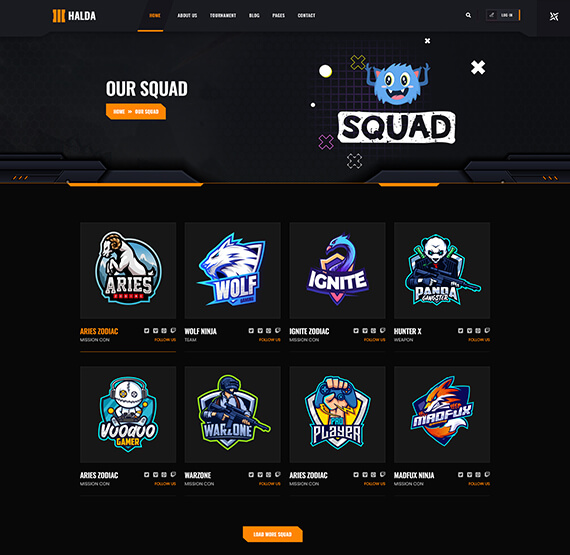 HALDA
HOME ABOUT US TOURNAMENT BLOG PAGES CONTACT
LOG IN
OUR SQUAD
HOME OUR SQUAD
SQUAD
ARIES
WOLF
IGNITE
PANDA
GANGSTER
ARIES ZODIAC
MISSION CON FOLLOW US
WOLF NINJA
TEAM FOLLOW US
IGNITE ZODIAC
MISSION CON FOLLOW US
HUNTER X
WEAPON FOLLOW US
VOODOO
GAMER
WARZONE
PRO
PLAYER
MADFUX
ARIES ZODIAC
MISSION CON FOLLOW US
WARZONE
MISSION CON FOLLOW US
ARIES ZODIAC
MISSION CON FOLLOW US
MADFUX NINJA
MISSION CON FOLLOW US
LOAD MORE SQUAD